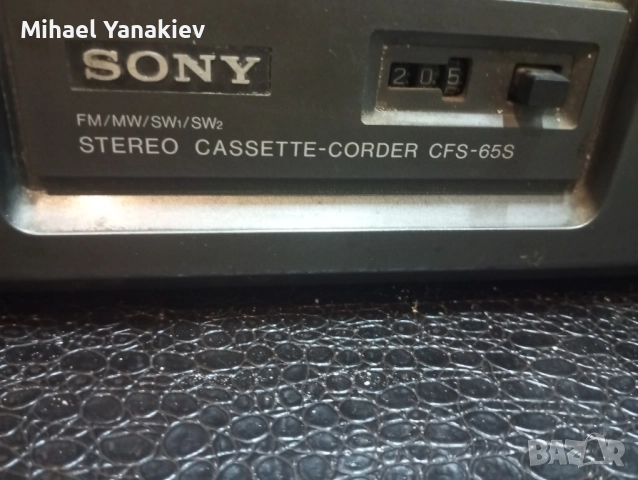 Mihael Yanakiev
SONY
205
FM/MW/SW1/SW2
STEREO CASSETTE-CORDER CFS-65S
BAZAR